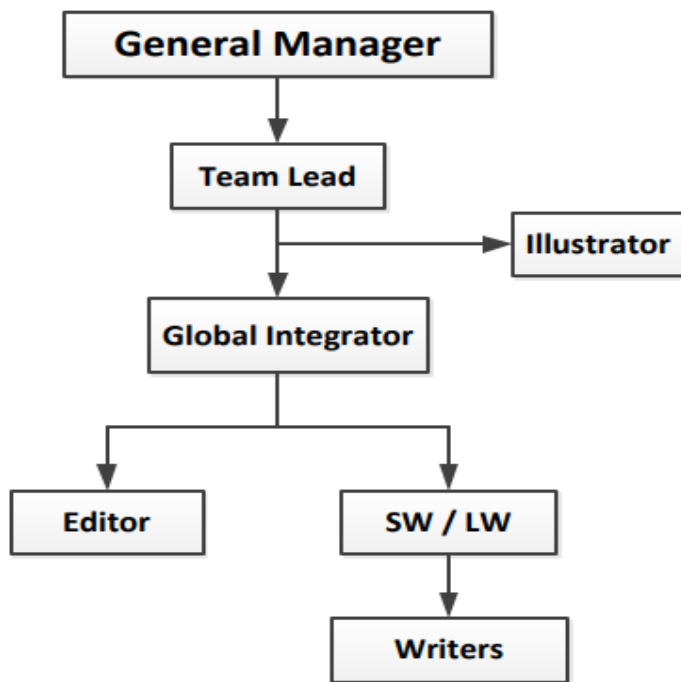 General Manager
Team Lead
Illustrator
Global Integrator
Editor
SW / LW
Writers